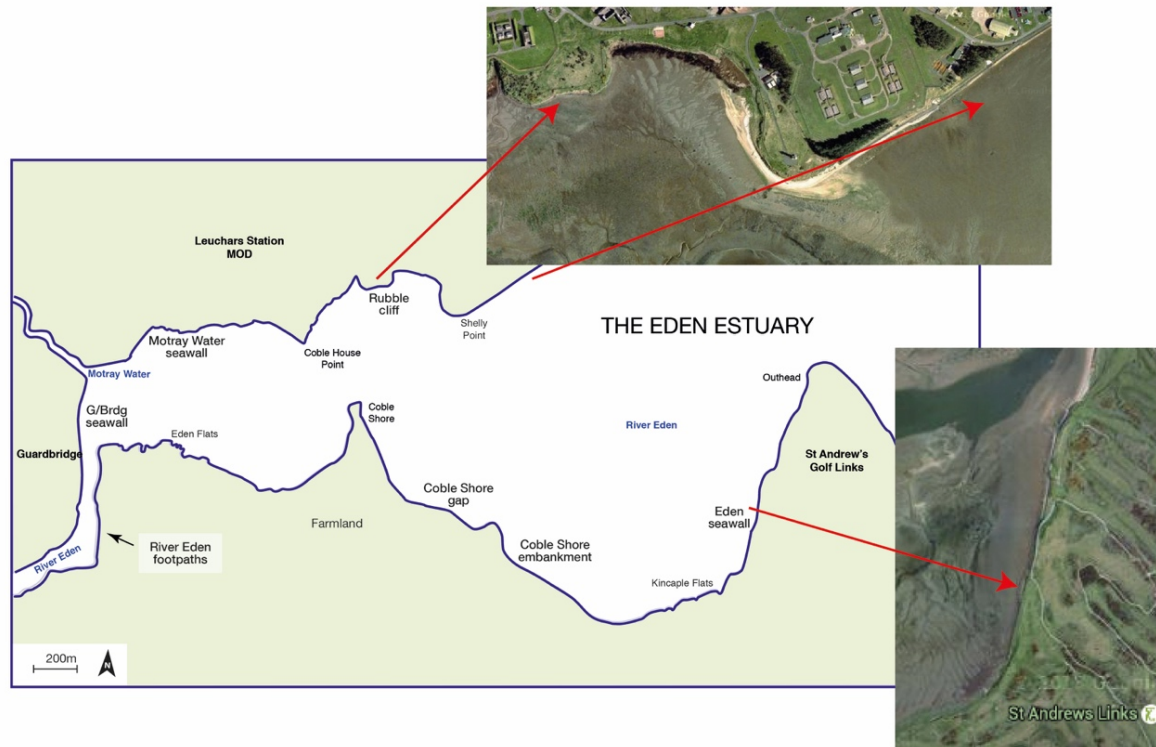 Leuchars Station
MOD
Rubble
cliff
Shelly
Point
THE EDEN ESTUARY
Motray Water
seawall
Coble House
Point
Motray Water
Outhead
G/Brdg
seawall
Coble
Shore
Eden Flats
River Eden
Guardbridge
St Andrew's
Golf Links
Coble Shore
gap
Eden
seawall
Farmland
River Eden
footpaths
River Eden
Coble Shore
embankment
Kincaple Flats
200m
N
St Andrews Links